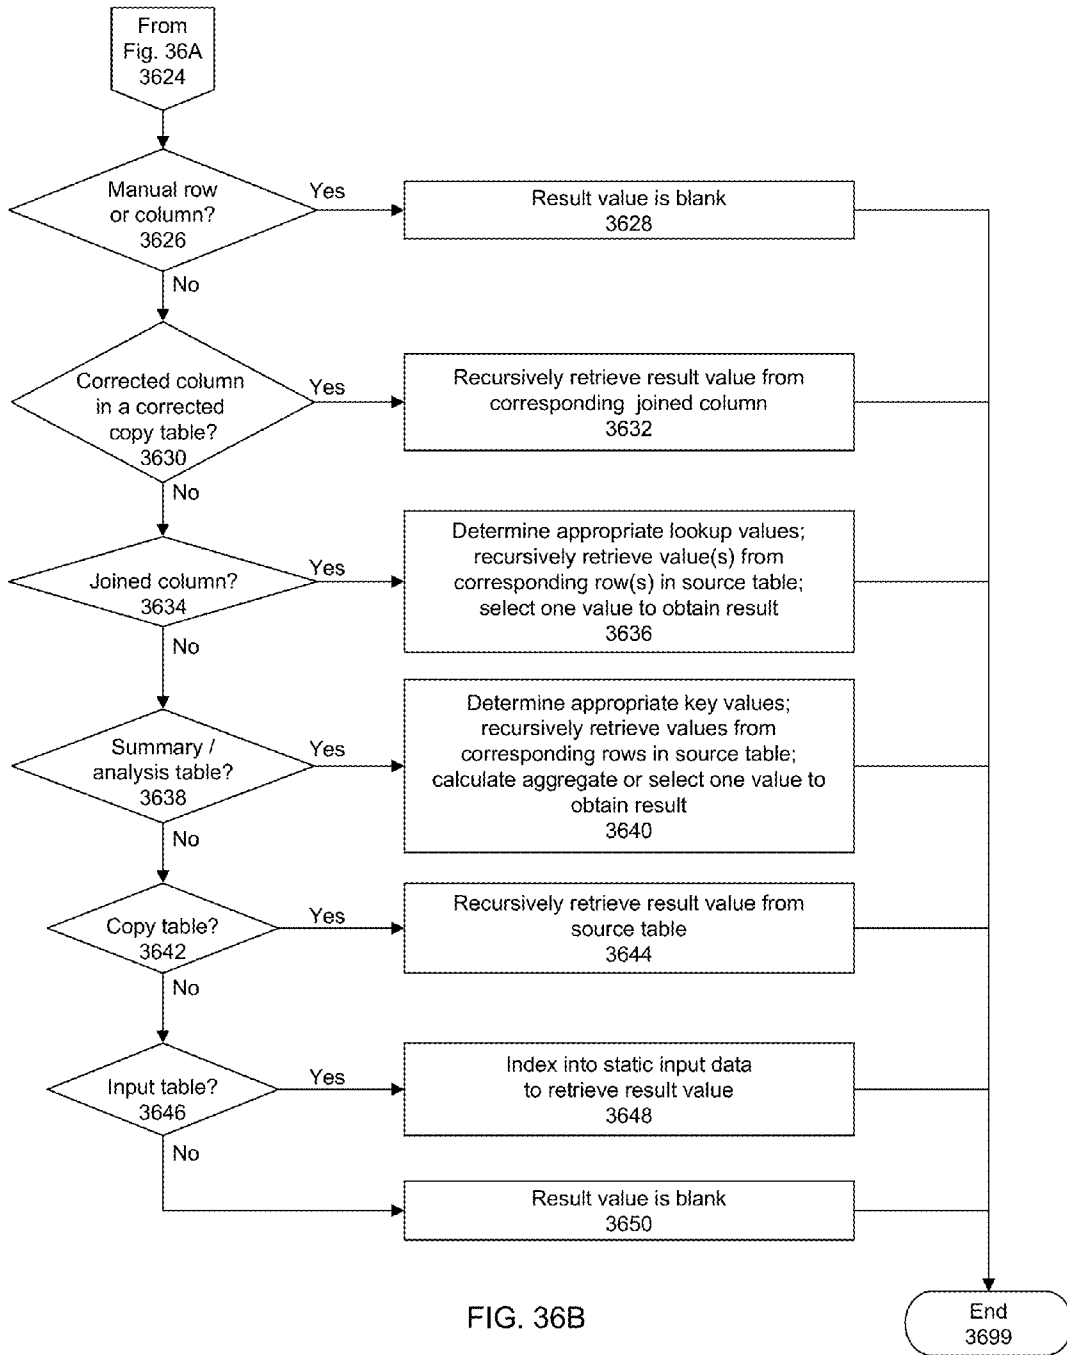 From
Fig. 36A
3624
Manual row
or column?
3626
Yes
Result value is blank
3628
No
Corrected column
in a corrected
copy table?
3630
Yes
Recursively retrieve result value from
corresponding joined column
3632
No
Joined column?
3634
Yes
Determine appropriate lookup values;
recursively retrieve value(s) from
corresponding row(s) in source table;
select one value to obtain result
3636
No
Summary /
analysis table?
3638
Yes
Determine appropriate key values;
recursively retrieve values from
corresponding rows in source table;
calculate aggregate or select one value to
obtain result
3640
No
Copy table?
3642
Yes
Recursively retrieve result value from
source table
3644
No
Input table?
3646
Yes
Index into static input data
to retrieve result value
3648
No
Result value is blank
3650
End
3699
FIG. 36B